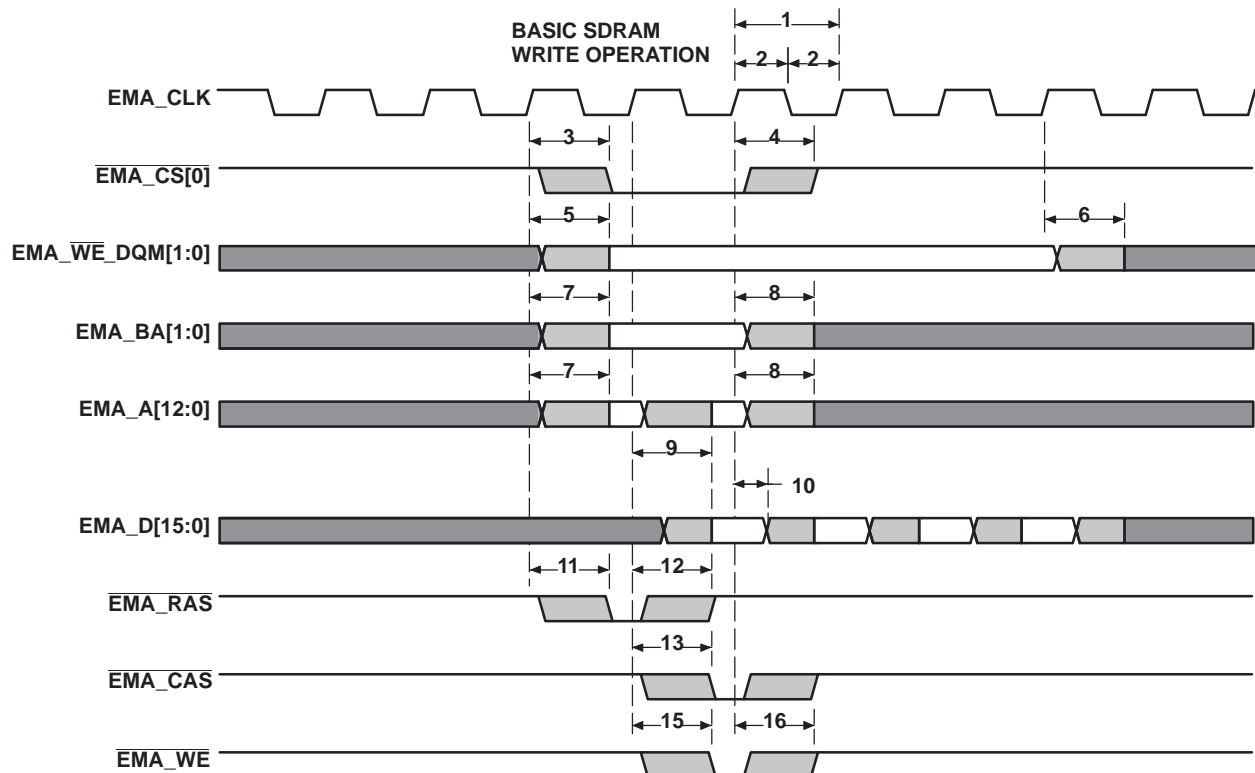 BASIC SDRAM
WRITE OPERATION
1
2 2
EMA_CLK
3 4
EMA_CS[0]
5 6
EMA_WE_DQM[1:0]
7 8
EMA_BA[1:0]
7 8
EMA_A[12:0]
9
10
EMA_D[15:0]
11 12
EMA_RAS
13
EMA_CAS
15 16
EMA_WE